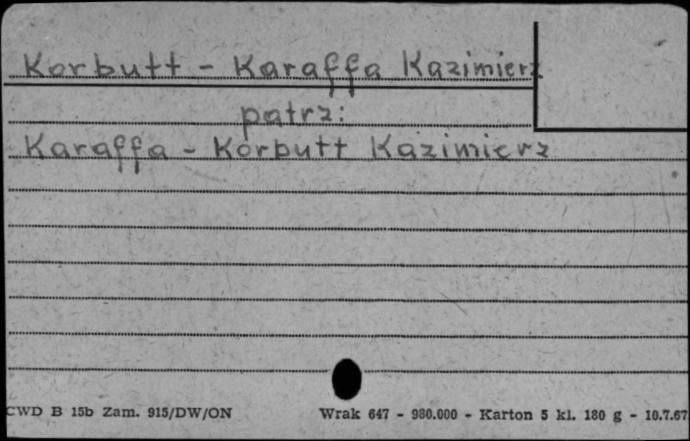 Korbutt - Karaffa Kazimierz
patrz:
Karaffa - Korbutt Kazimierz
CWD B 15b Zam. 915/DW/ON Wrak 647 - 980.000 - Karton 5 kl. 180 g - 10.7.67